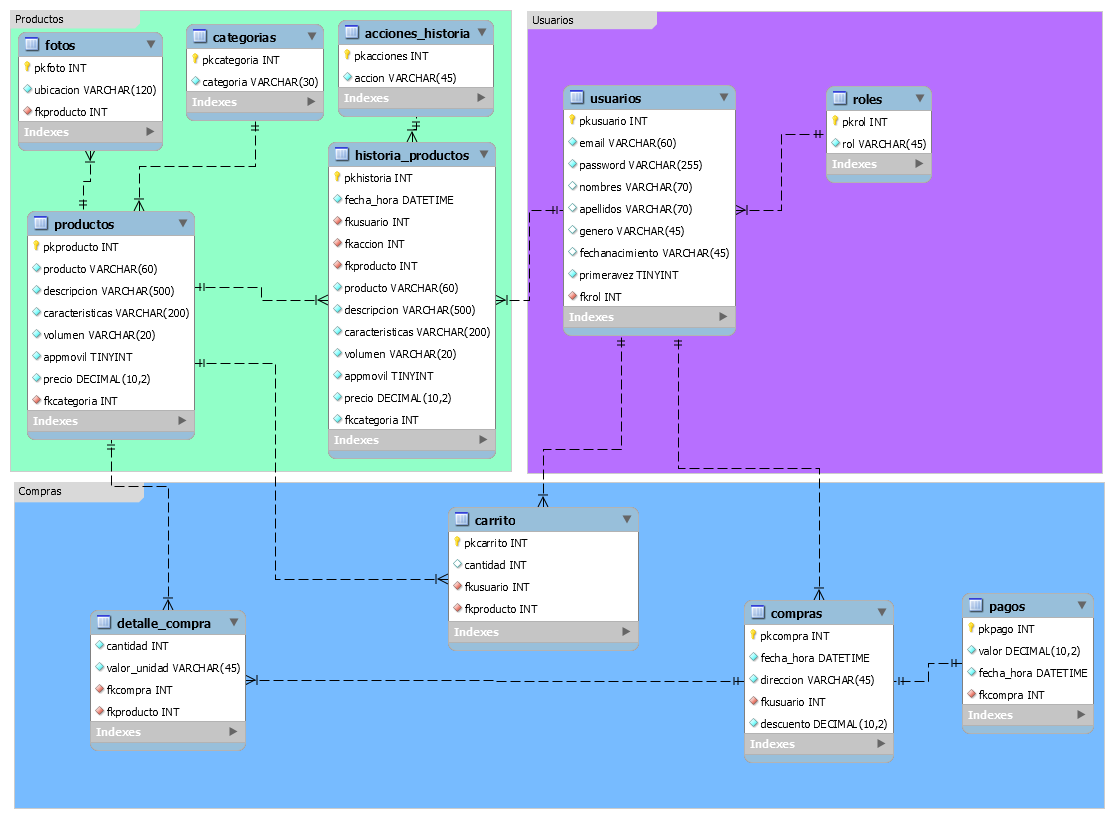 Productos
fotos
pkfoto INT
ubicacion VARCHAR(120)
fkproducto INT
Indexes
categorias
pkcategoria INT
categoria VARCHAR(30)
Indexes
acciones_historia
pkacciones INT
accion VARCHAR(45)
Indexes
productos
pkproducto INT
producto VARCHAR(60)
descripcion VARCHAR(500)
caracteristicas VARCHAR(200)
volumen VARCHAR(20)
appmovil TINYINT
precio DECIMAL(10,2)
fkcategoria INT
Indexes
historia_productos
pkhistoria INT
fecha_hora DATETIME
fkusuario INT
fkaccion INT
fkproducto INT
producto VARCHAR(60)
descripcion VARCHAR(500)
caracteristicas VARCHAR(200)
volumen VARCHAR(20)
appmovil TINYINT
precio DECIMAL(10,2)
fkcategoria INT
Indexes
Usuarios
usuarios
pkusuario INT
email VARCHAR(60)
password VARCHAR(255)
nombres VARCHAR(70)
apellidos VARCHAR(70)
genero VARCHAR(45)
fechanacimiento VARCHAR(45)
primeravez TINYINT
fkrol INT
Indexes
roles
pkrol INT
rol VARCHAR(45)
Indexes
Compras
detalle_compra
cantidad INT
valor_unidad VARCHAR(45)
fkcompra INT
fkproducto INT
Indexes
carrito
pkcarrito INT
cantidad INT
fkusuario INT
fkproducto INT
Indexes
compras
pkcompra INT
fecha_hora DATETIME
direccion VARCHAR(45)
fkusuario INT
descuento DECIMAL(10,2)
Indexes
pagos
pkpago INT
valor DECIMAL(10,2)
fecha_hora DATETIME
fkcompra INT
Indexes